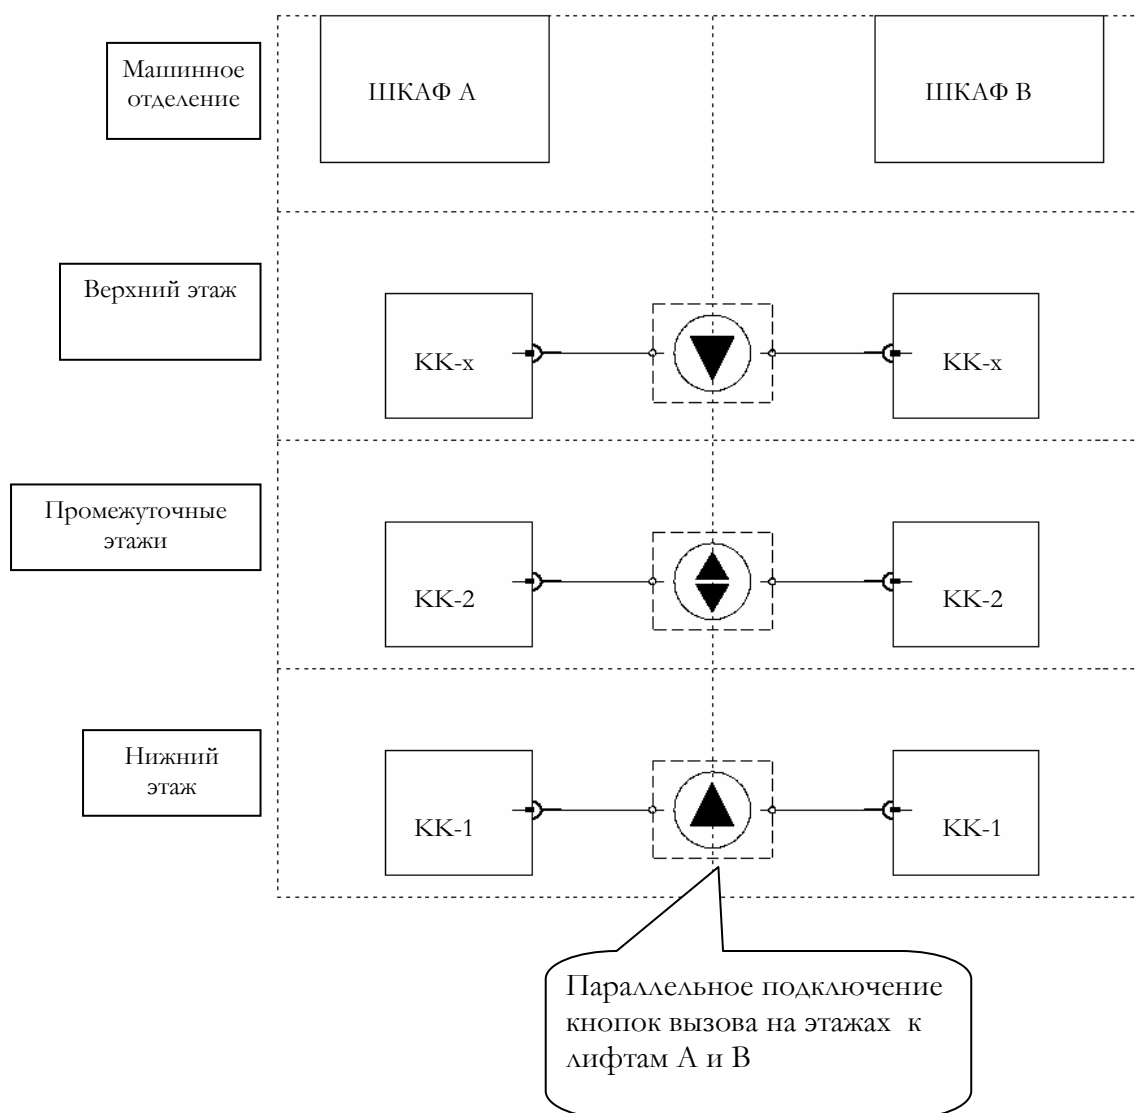 Машинное
отделение
ШКАФ А
ШКАФ В
Верхний этаж
КК-х
КК-х
Промежуточные
этажи
КК-2
КК-2
Нижний
этаж
КК-1
КК-1
Параллельное подключение
кнопок вызова на этажах к
лифтам А и В